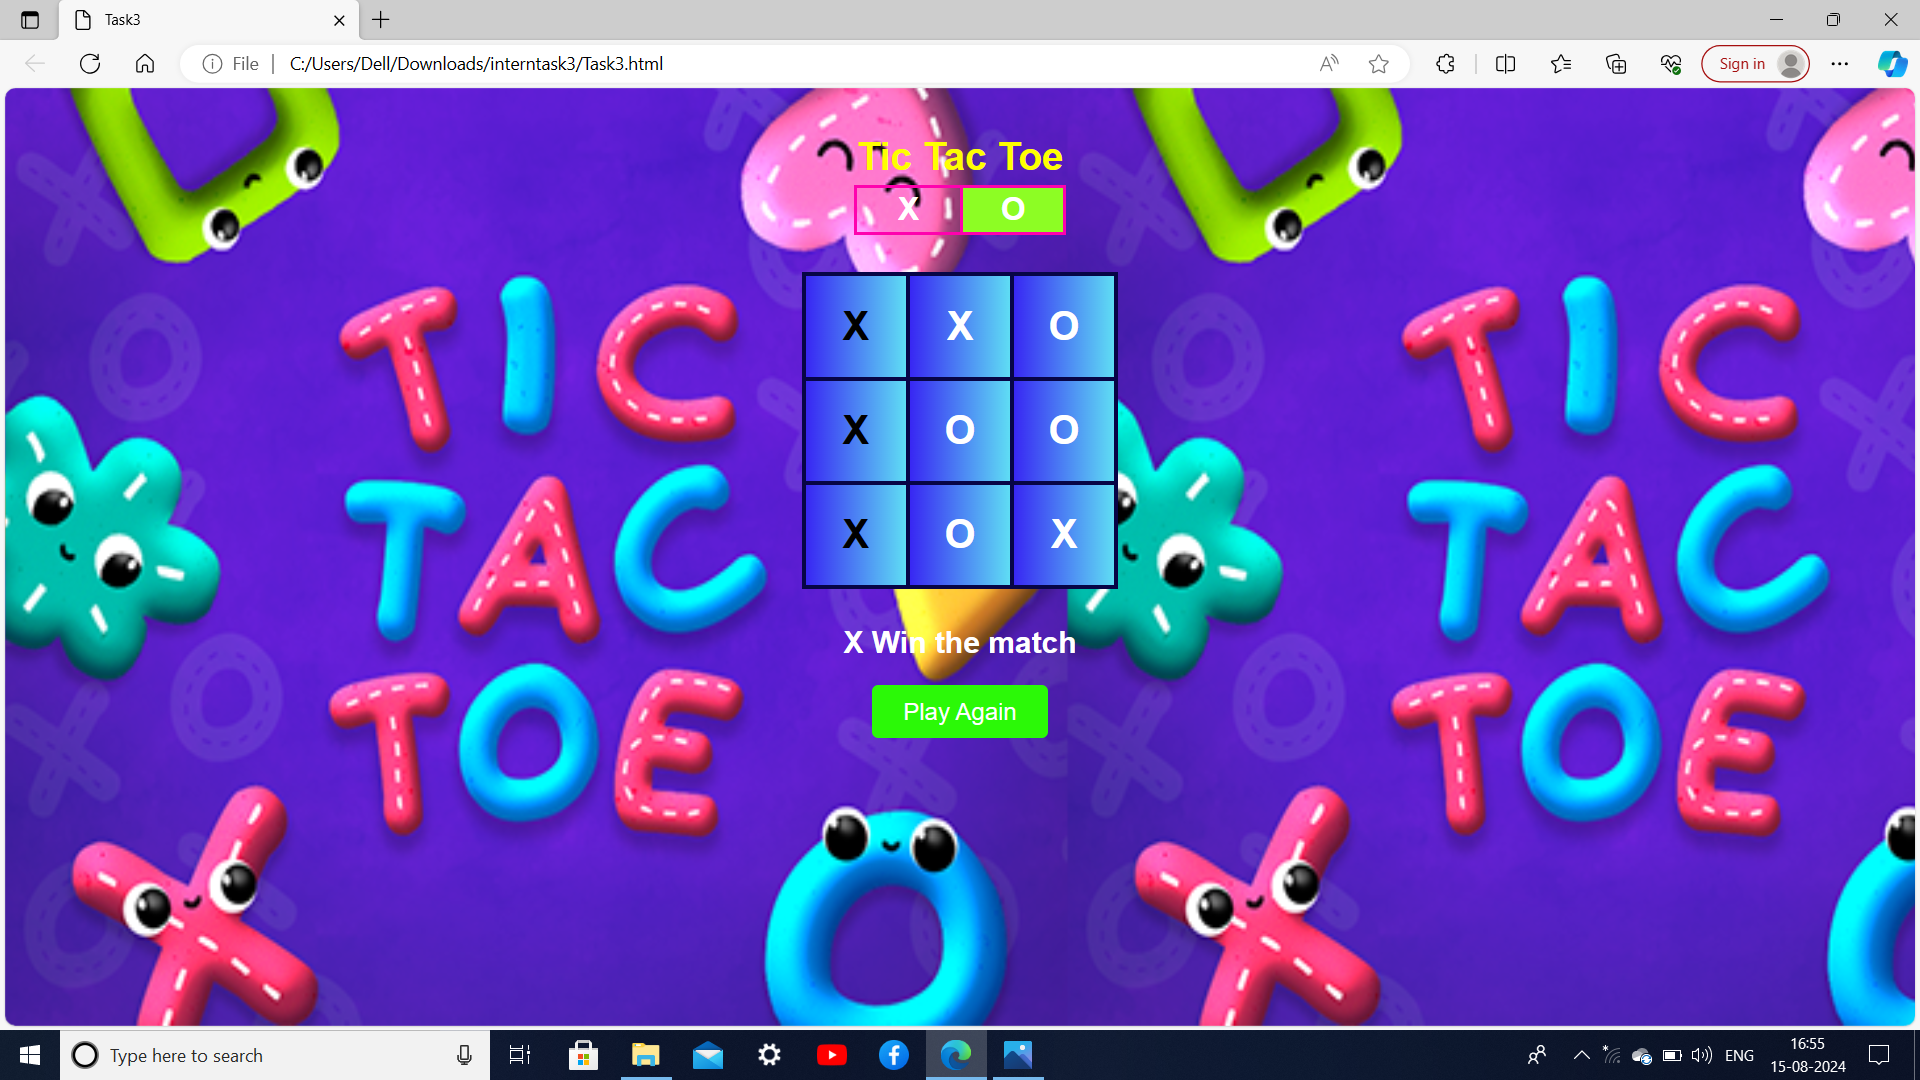 Task3
File
C:/Users/Dell/Downloads/interntask3/Task3.html
Sign in
Tic Tac Toe
X O
X X O
X O O
X O X
X Win the match
Play Again
TIC
TAC
TOE
TIC
TAC
TOE
Type here to search
ENG
16:55
15-08-2024